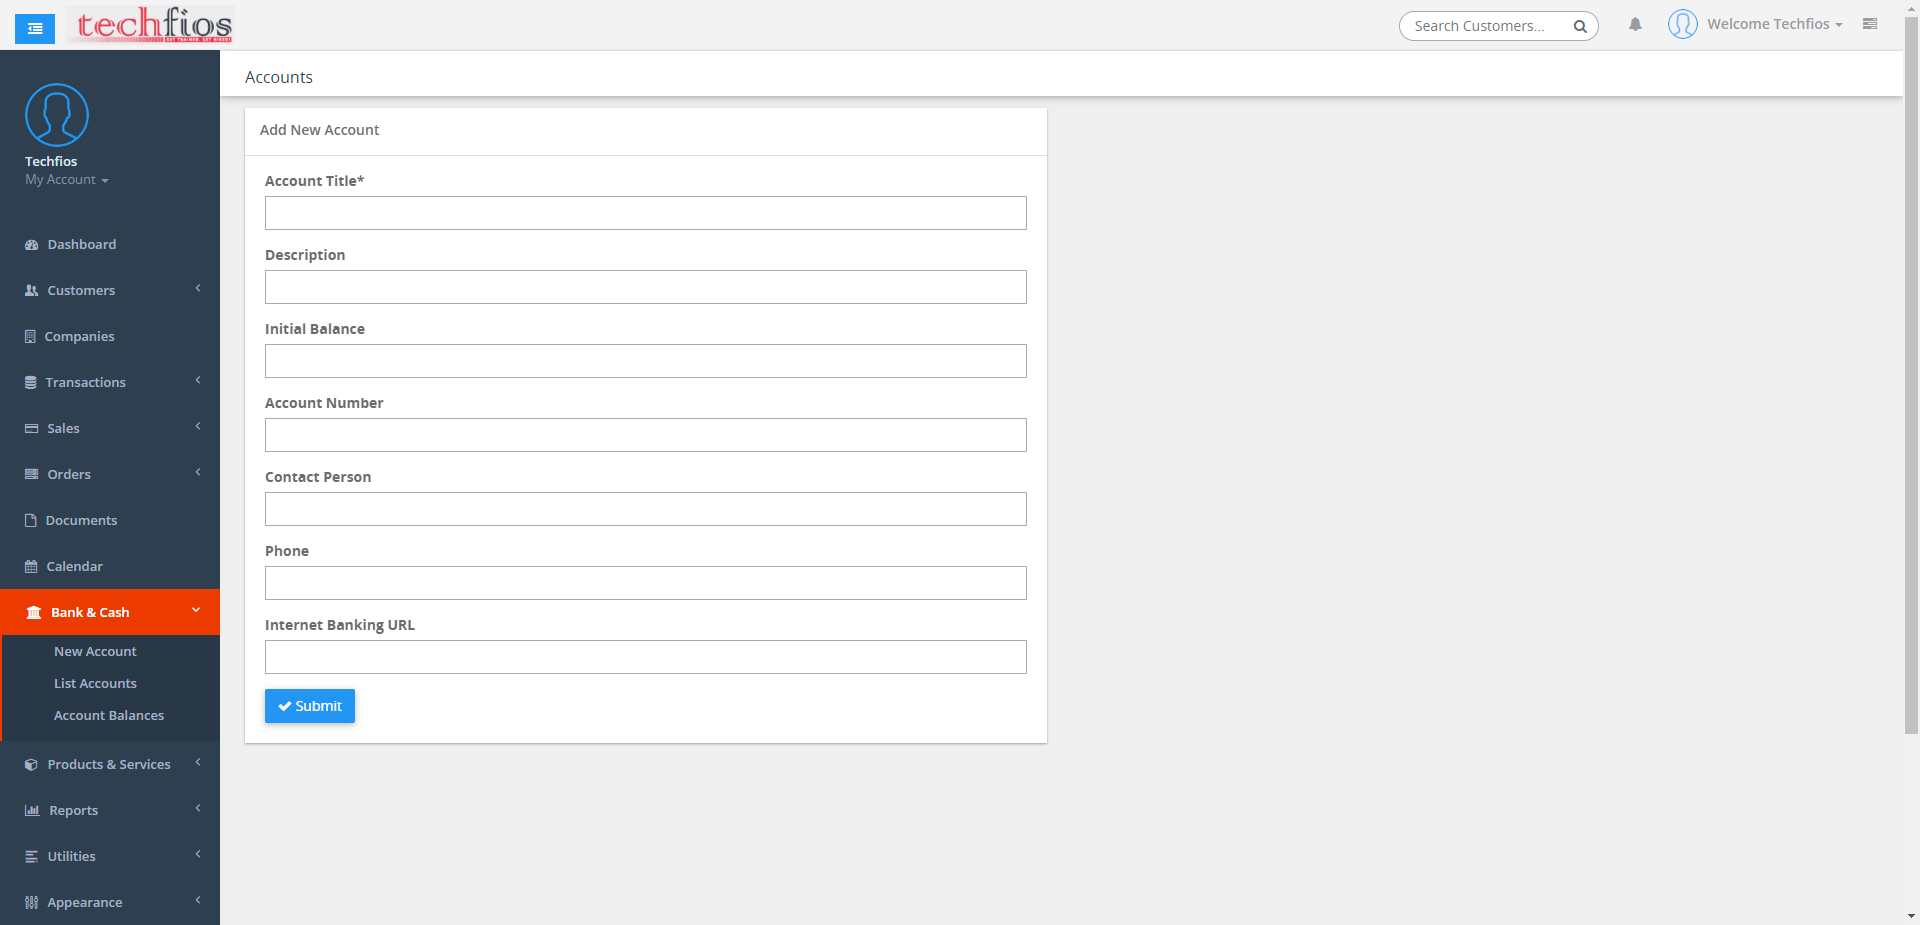 techfios
Search Customers...
Welcome Techfios
Techfios
My Account
Dashboard
Customers
Companies
Transactions
Sales
Orders
Documents
Calendar
Bank & Cash
New Account
List Accounts
Account Balances
Products & Services
Reports
Utilities
Appearance
Accounts
Add New Account
Account Title*
Description
Initial Balance
Account Number
Contact Person
Phone
Internet Banking URL
Submit